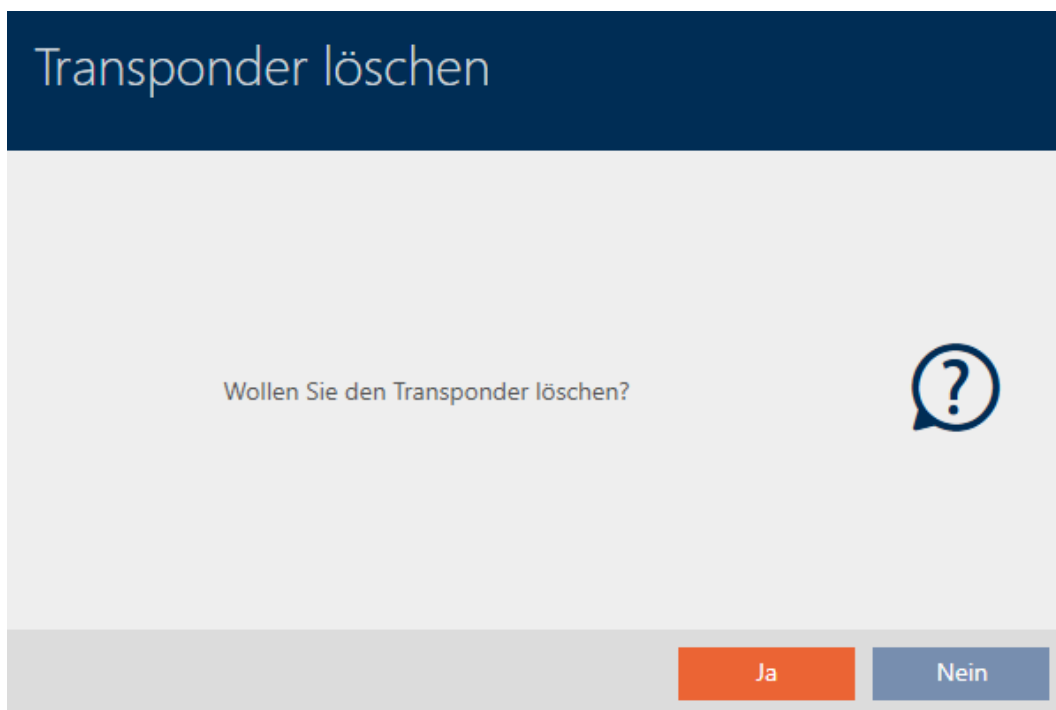 Transponder löschen
Wollen Sie den Transponder löschen?
?
Ja
Nein